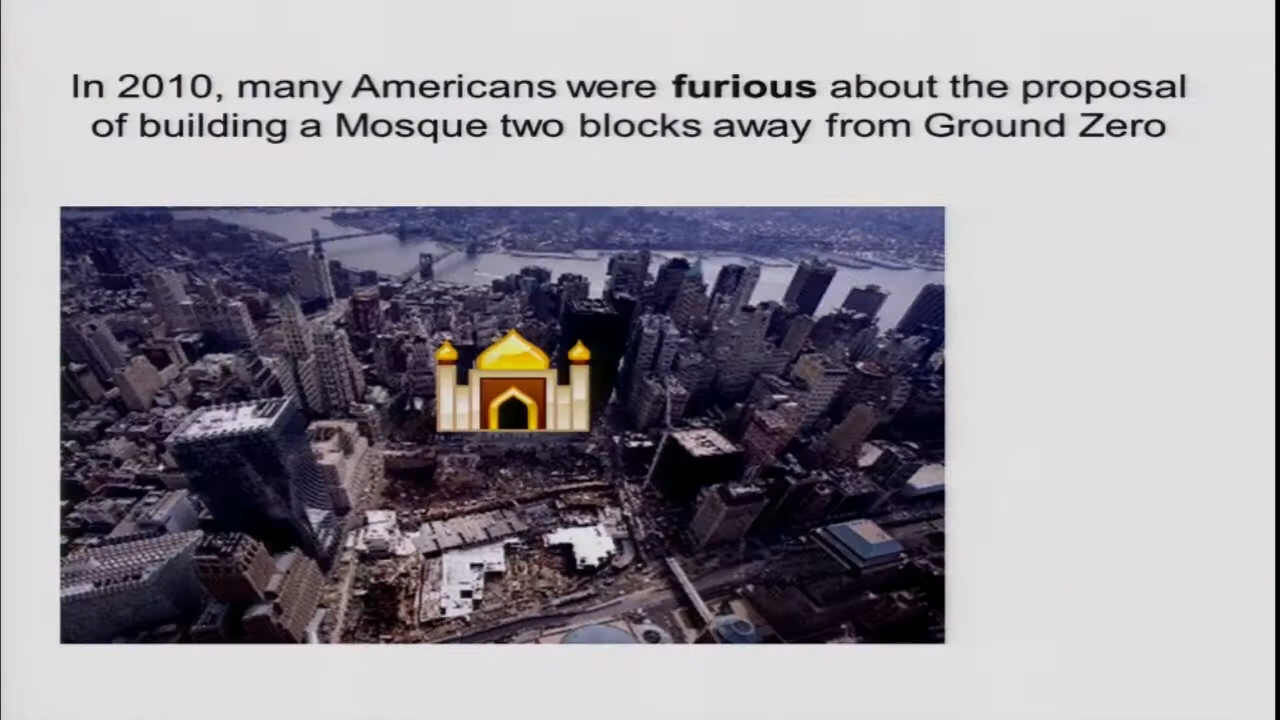 In 2010, many Americans were furious about the proposal
of building a Mosque two blocks away from Ground Zero